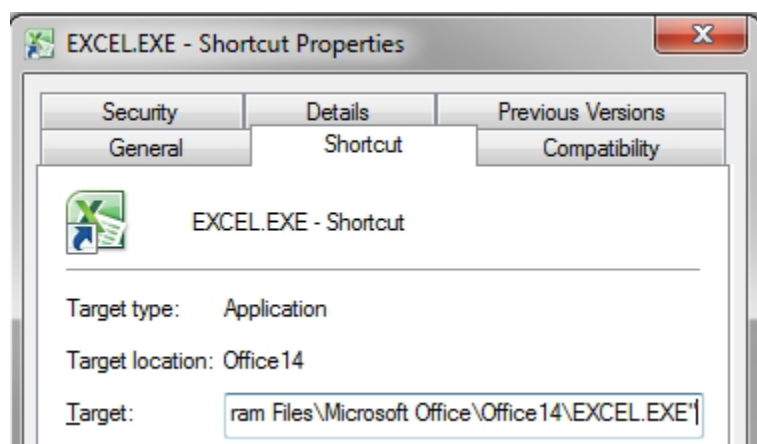 EXCEL.EXE - Shortcut Properties
x
Security Details Previous Versions
General Shortcut Compatibility
EXCEL.EXE - Shortcut
Target type: Application
Target location: Office14
Target: ram Files\Microsoft Office\Office14\EXCEL.EXE"